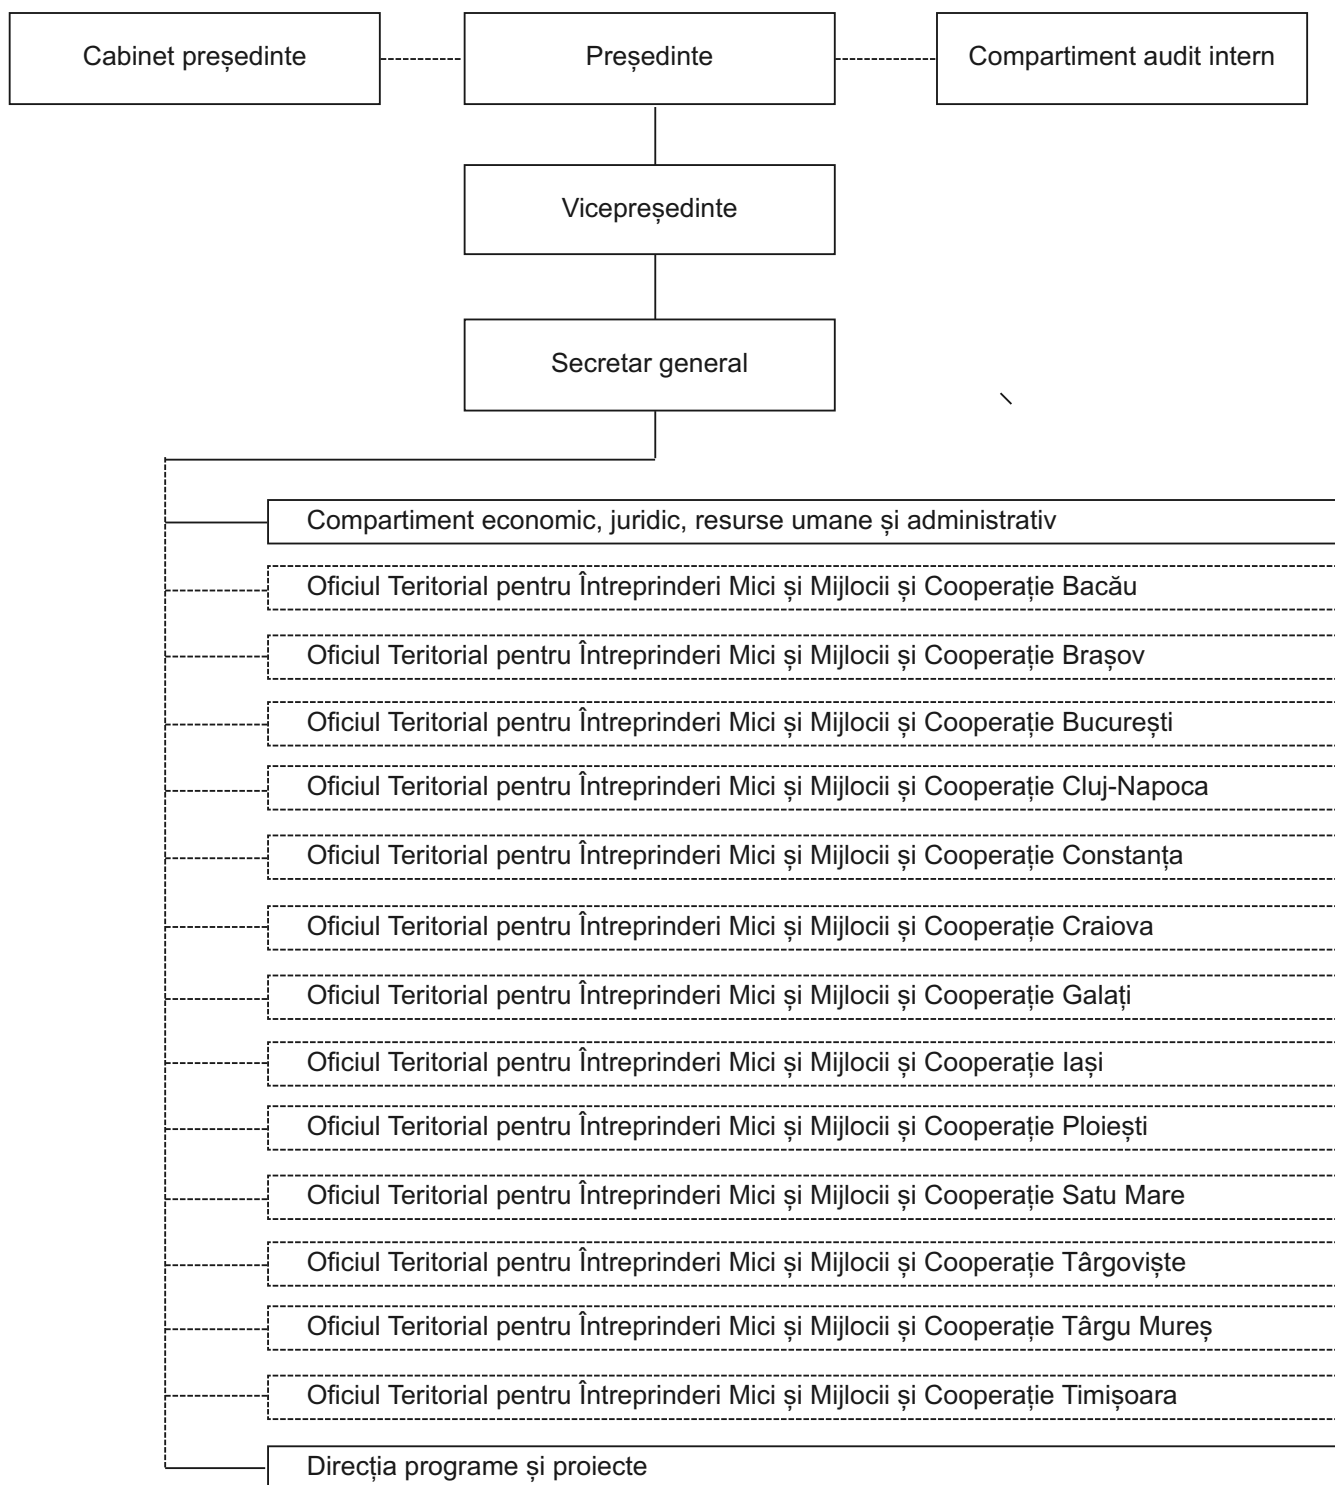 Cabinet președinte
Președinte
Compartiment audit intern
Vicepreședinte
Secretar general
Compartiment economic, juridic, resurse umane și administrativ
Oficiul Teritorial pentru Întreprinderi Mici și Mijlocii și Cooperație Bacău
Oficiul Teritorial pentru Întreprinderi Mici și Mijlocii și Cooperație Brașov
Oficiul Teritorial pentru Întreprinderi Mici și Mijlocii și Cooperație București
Oficiul Teritorial pentru Întreprinderi Mici și Mijlocii și Cooperație Cluj-Napoca
Oficiul Teritorial pentru Întreprinderi Mici și Mijlocii și Cooperație Constanța
Oficiul Teritorial pentru Întreprinderi Mici și Mijlocii și Cooperație Craiova
Oficiul Teritorial pentru Întreprinderi Mici și Mijlocii și Cooperație Galați
Oficiul Teritorial pentru Întreprinderi Mici și Mijlocii și Cooperație Iași
Oficiul Teritorial pentru Întreprinderi Mici și Mijlocii și Cooperație Ploiești
Oficiul Teritorial pentru Întreprinderi Mici și Mijlocii și Cooperație Satu Mare
Oficiul Teritorial pentru Întreprinderi Mici și Mijlocii și Cooperație Târgoviște
Oficiul Teritorial pentru Întreprinderi Mici și Mijlocii și Cooperație Târgu Mureș
Oficiul Teritorial pentru Întreprinderi Mici și Mijlocii și Cooperație Timișoara
Direcția programe și proiecte